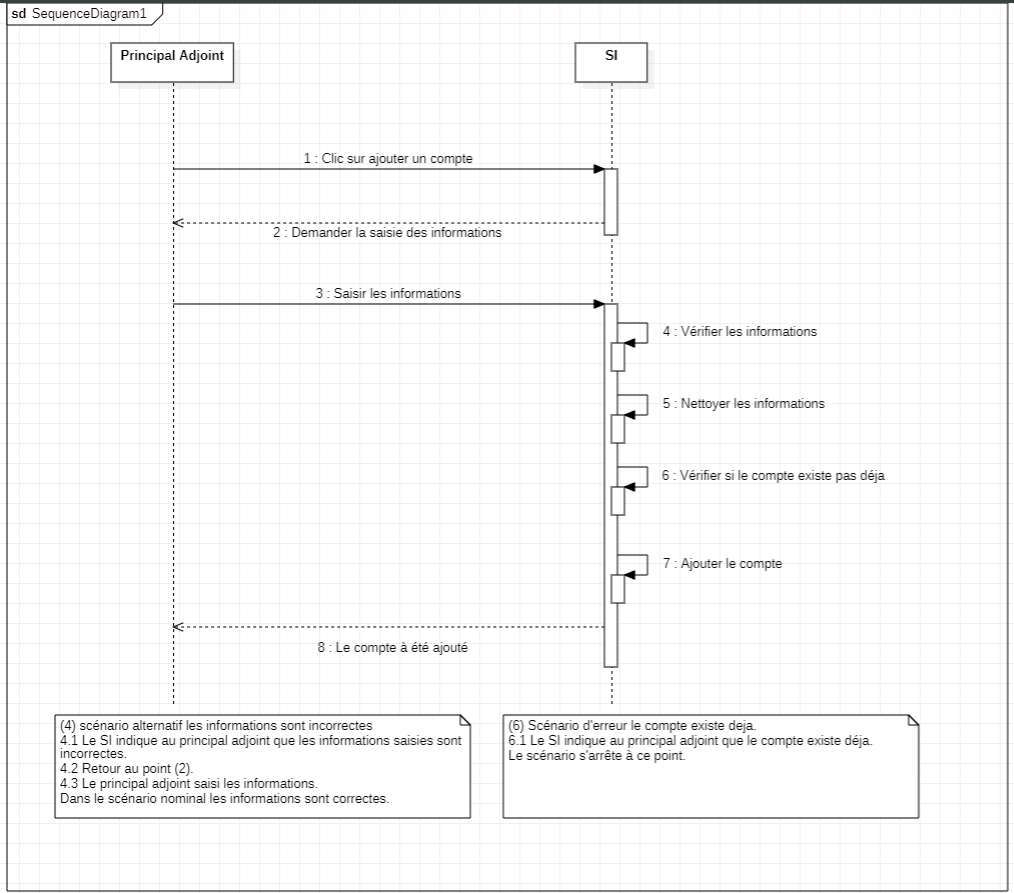 sd SequenceDiagram1
Principal Adjoint
SI
1 : Clic sur ajouter un compte
2 : Demander la saisie des informations
3 : Saisir les informations
4 : Vérifier les informations
5 : Nettoyer les informations
6 : Vérifier si le compte existe pas déja
7 : Ajouter le compte
8 : Le compte à été ajouté
(4) scénario alternatif les informations sont incorrectes
4.1 Le SI indique au principal adjoint que les informations saisies sont
incorrectes.
4.2 Retour au point (2).
4.3 Le principal adjoint saisi les informations.
Dans le scénario nominal les informations sont correctes.
(6) Scénario d'erreur le compte existe deja.
6.1 Le SI indique au principal adjoint que le compte existe déja.
Le scénario s'arrête à ce point.